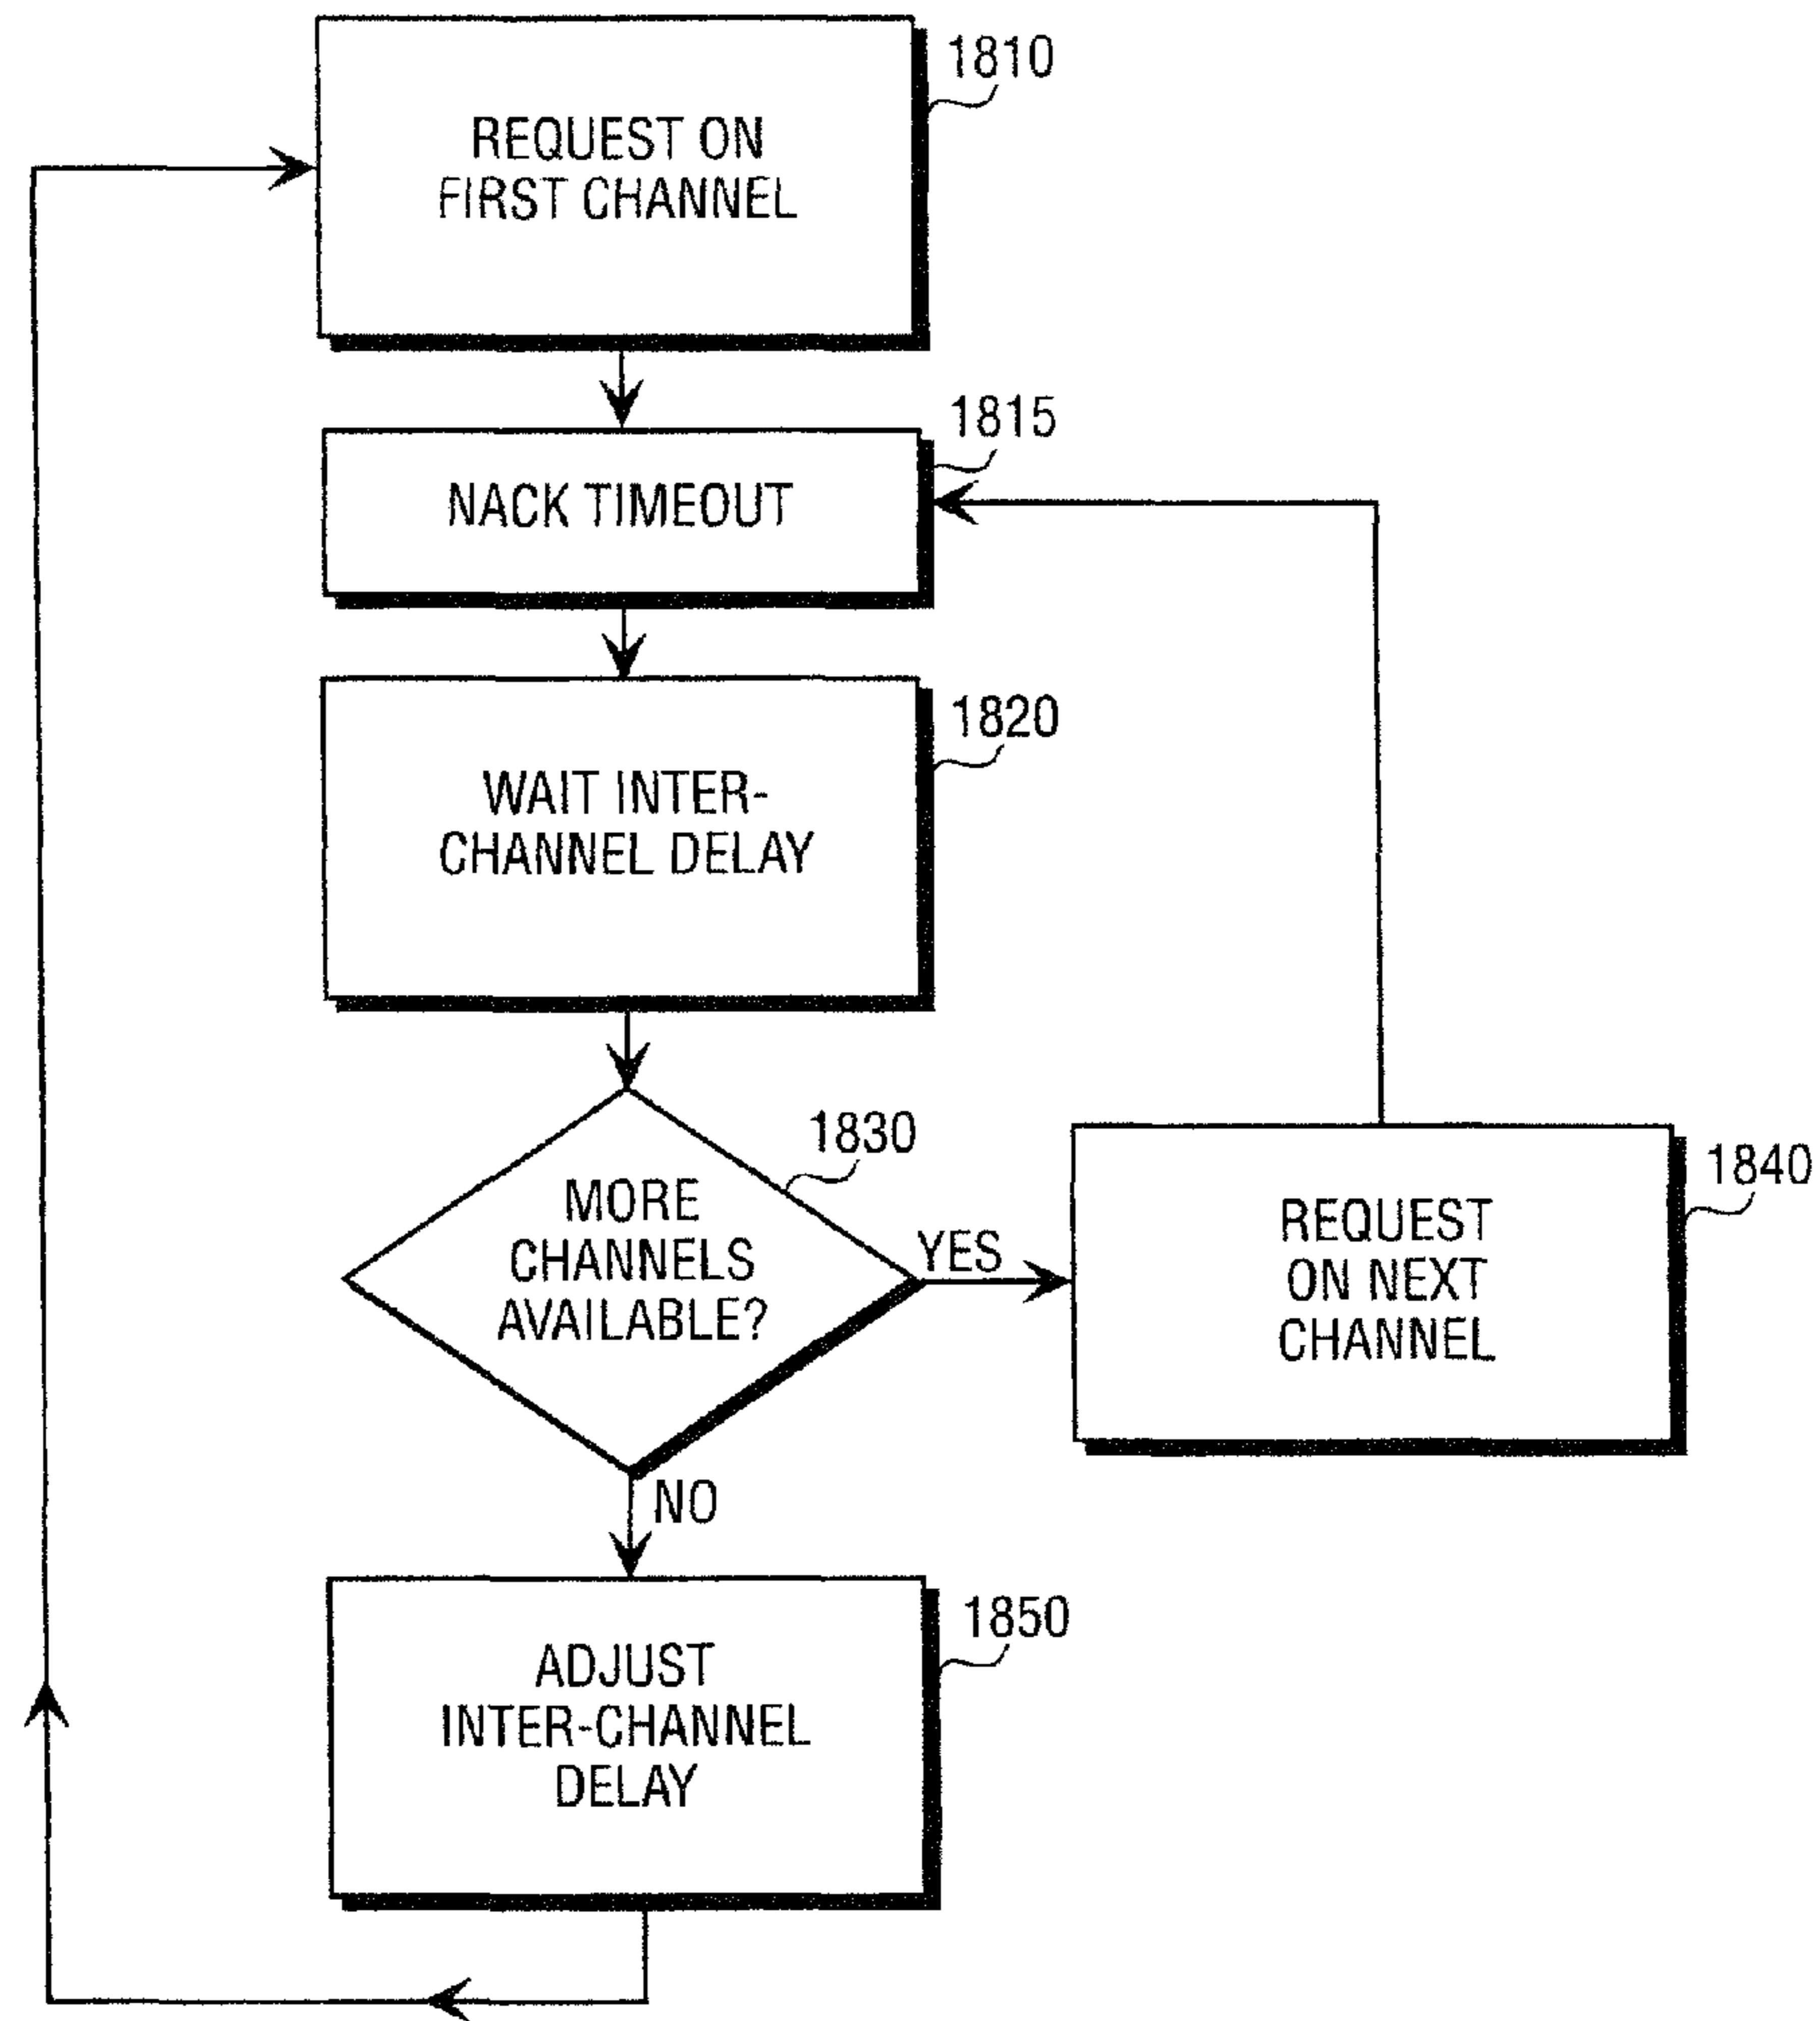 1810
REQUEST ON
FIRST CHANNEL
1815
NACK TIMEOUT
1820
WAIT INTER-
CHANNEL DELAY
1830
MORE
CHANNELS
AVAILABLE?
YES
1840
REQUEST
ON NEXT
CHANNEL
NO
1850
ADJUST
INTER-CHANNEL
DELAY